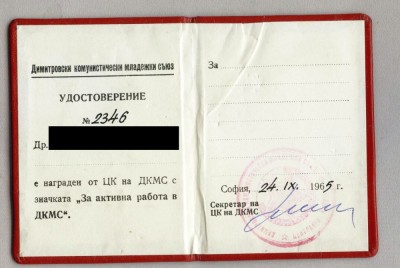 Димитровски комунистически младежки съюз
УДОСТОВЕРЕНИЕ
№ 2346
Др.
е награден от ЦК на ДКМС с
значката „За активна работа в
ДКМС“.
За
София, 24. IX. 1965 г.
Секретар на
ЦК на ДКМС